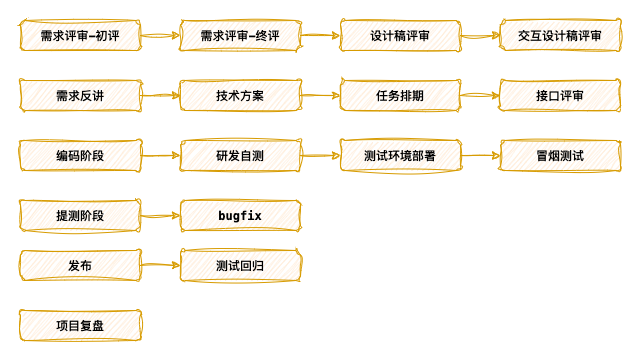 需求评审-初评
需求评审-终评
设计稿评审
交互设计稿评审
需求反讲
技术方案
任务排期
接口评审
编码阶段
研发自测
测试环境部署
冒烟测试
提测阶段
bugfix
发布
测试回归
项目复盘